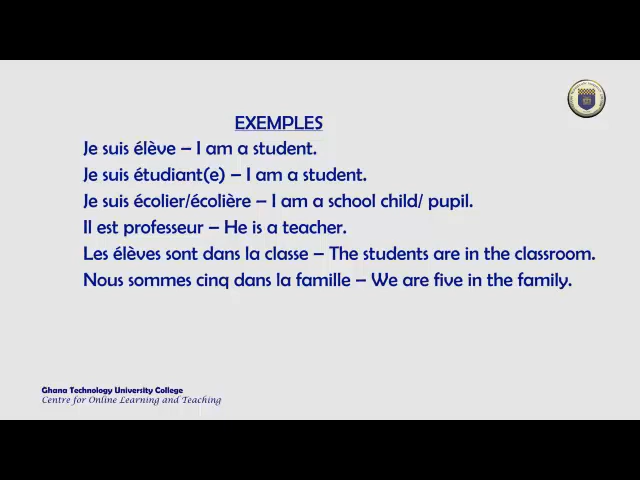 EXEMPLES
Je suis élève – I am a student.
Je suis étudiant(e) – I am a student.
Je suis écolier/écolière – I am a school child/ pupil.
Il est professeur – He is a teacher.
Les élèves sont dans la classe – The students are in the classroom.
Nous sommes cinq dans la famille – We are five in the family.
Ghana Technology University College
Centre for Online Learning and Teaching